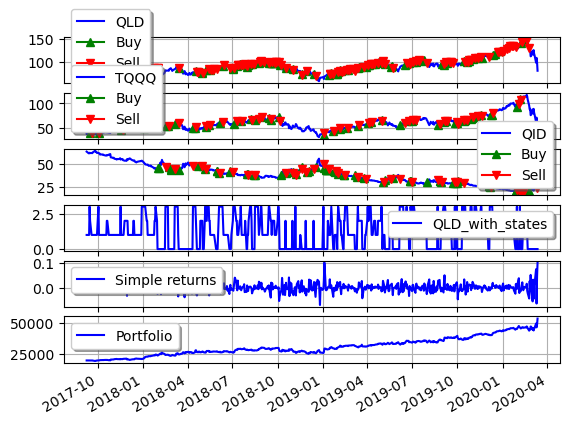 QLD
Buy
Sell
150
100
TQQQ
Buy
Sell
100
50
QID
Buy
Sell
50
25
QLD_with_states
2.5
0.0
Simple returns
0.1
0.0
Portfolio
50000
25000
2017-10 2018-01 2018-04 2018-07 2018-10 2019-01 2019-04 2019-07 2019-10 2020-01 2020-04